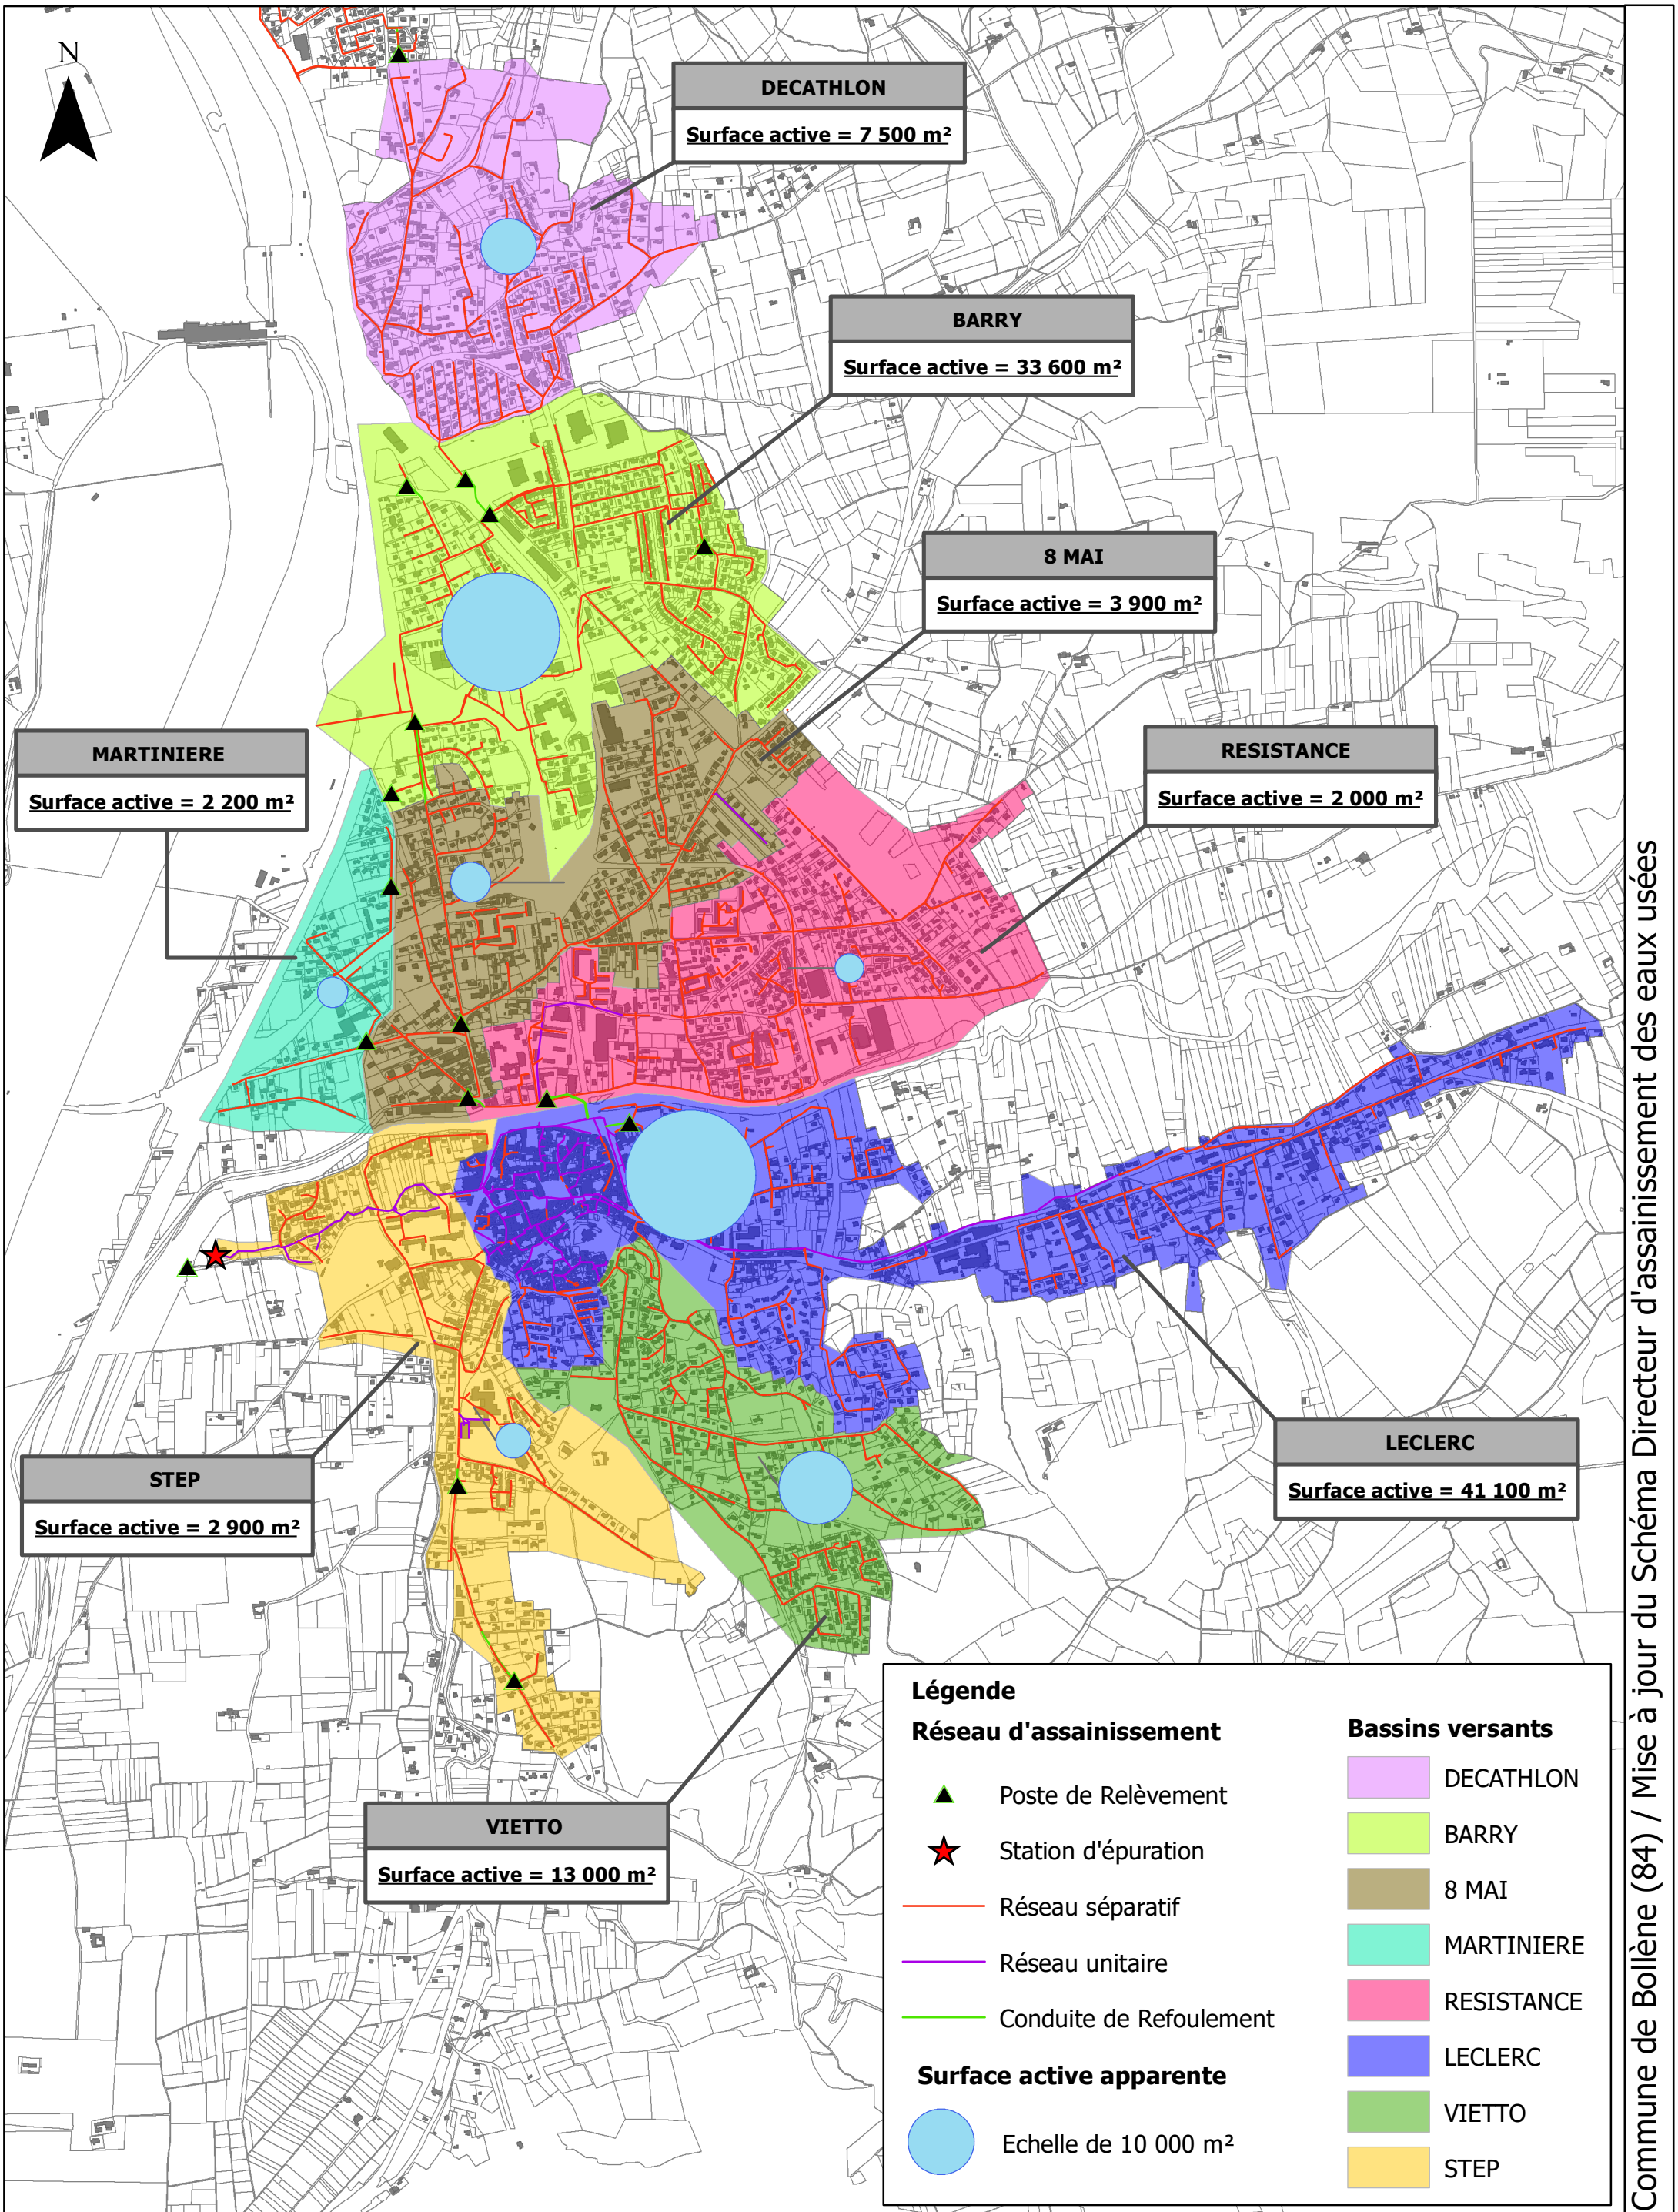 N
DECATHLON
Surface active = 7 500 m²
BARRY
Surface active = 33 600 m²
8 MAI
Surface active = 3 900 m²
MARTINIERE
Surface active = 2 200 m²
RESISTANCE
Surface active = 2 000 m²
STEP
Surface active = 2 900 m²
LECLERC
Surface active = 41 100 m²
VIETTO
Surface active = 13 000 m²
Légende
Réseau d'assainissement
Poste de Relèvement
Station d'épuration
Réseau séparatif
Réseau unitaire
Conduite de Refoulement
Surface active apparente
Echelle de 10 000 m²
Bassins versants
DECATHLON
BARRY
8 MAI
MARTINIERE
RESISTANCE
LECLERC
VIETTO
STEP
Commune de Bollène (84) / Mise à jour du Schéma Directeur d'assainissement des eaux usées